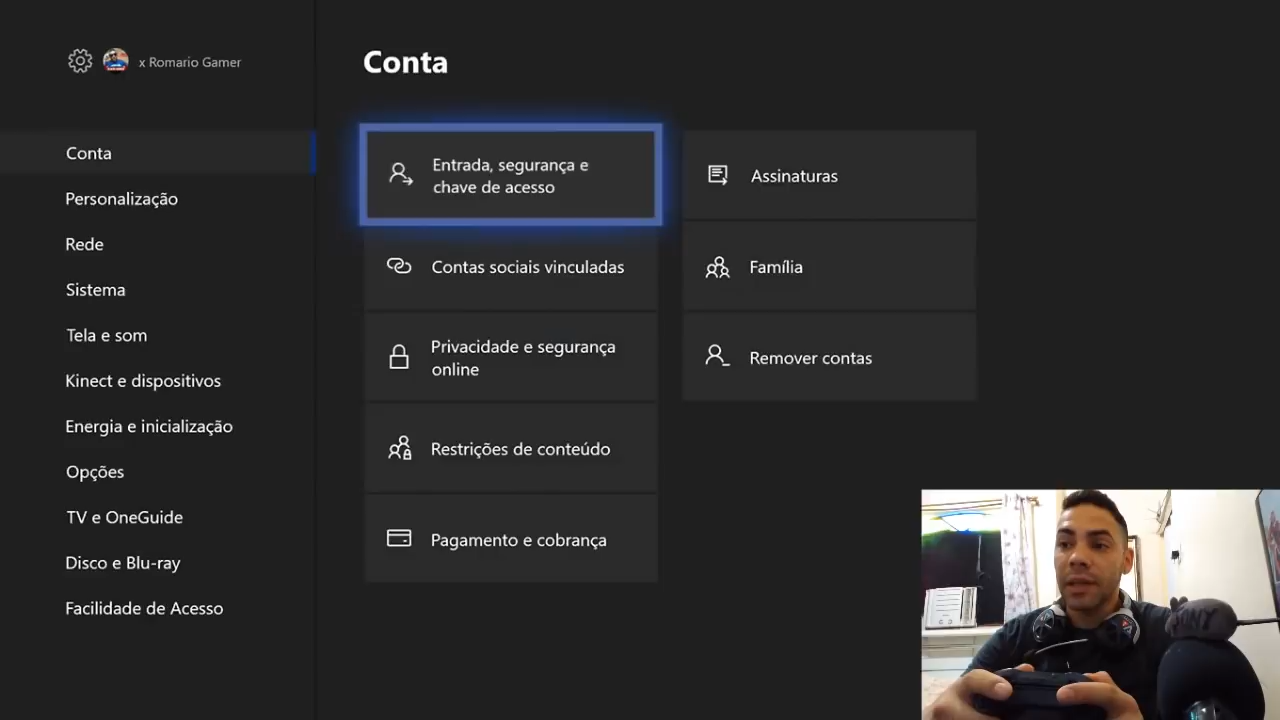 x Romario Gamer
Conta
Conta
Personalização
Rede
Sistema
Tela e som
Kinect e dispositivos
Energia e inicialização
Opções
TV e OneGuide
Disco e Blu-ray
Facilidade de Acesso
Entrada, segurança e
chave de acesso
Contas sociais vinculadas
Privacidade e segurança
online
Restrições de conteúdo
Pagamento e cobrança
Assinaturas
Família
Remover contas